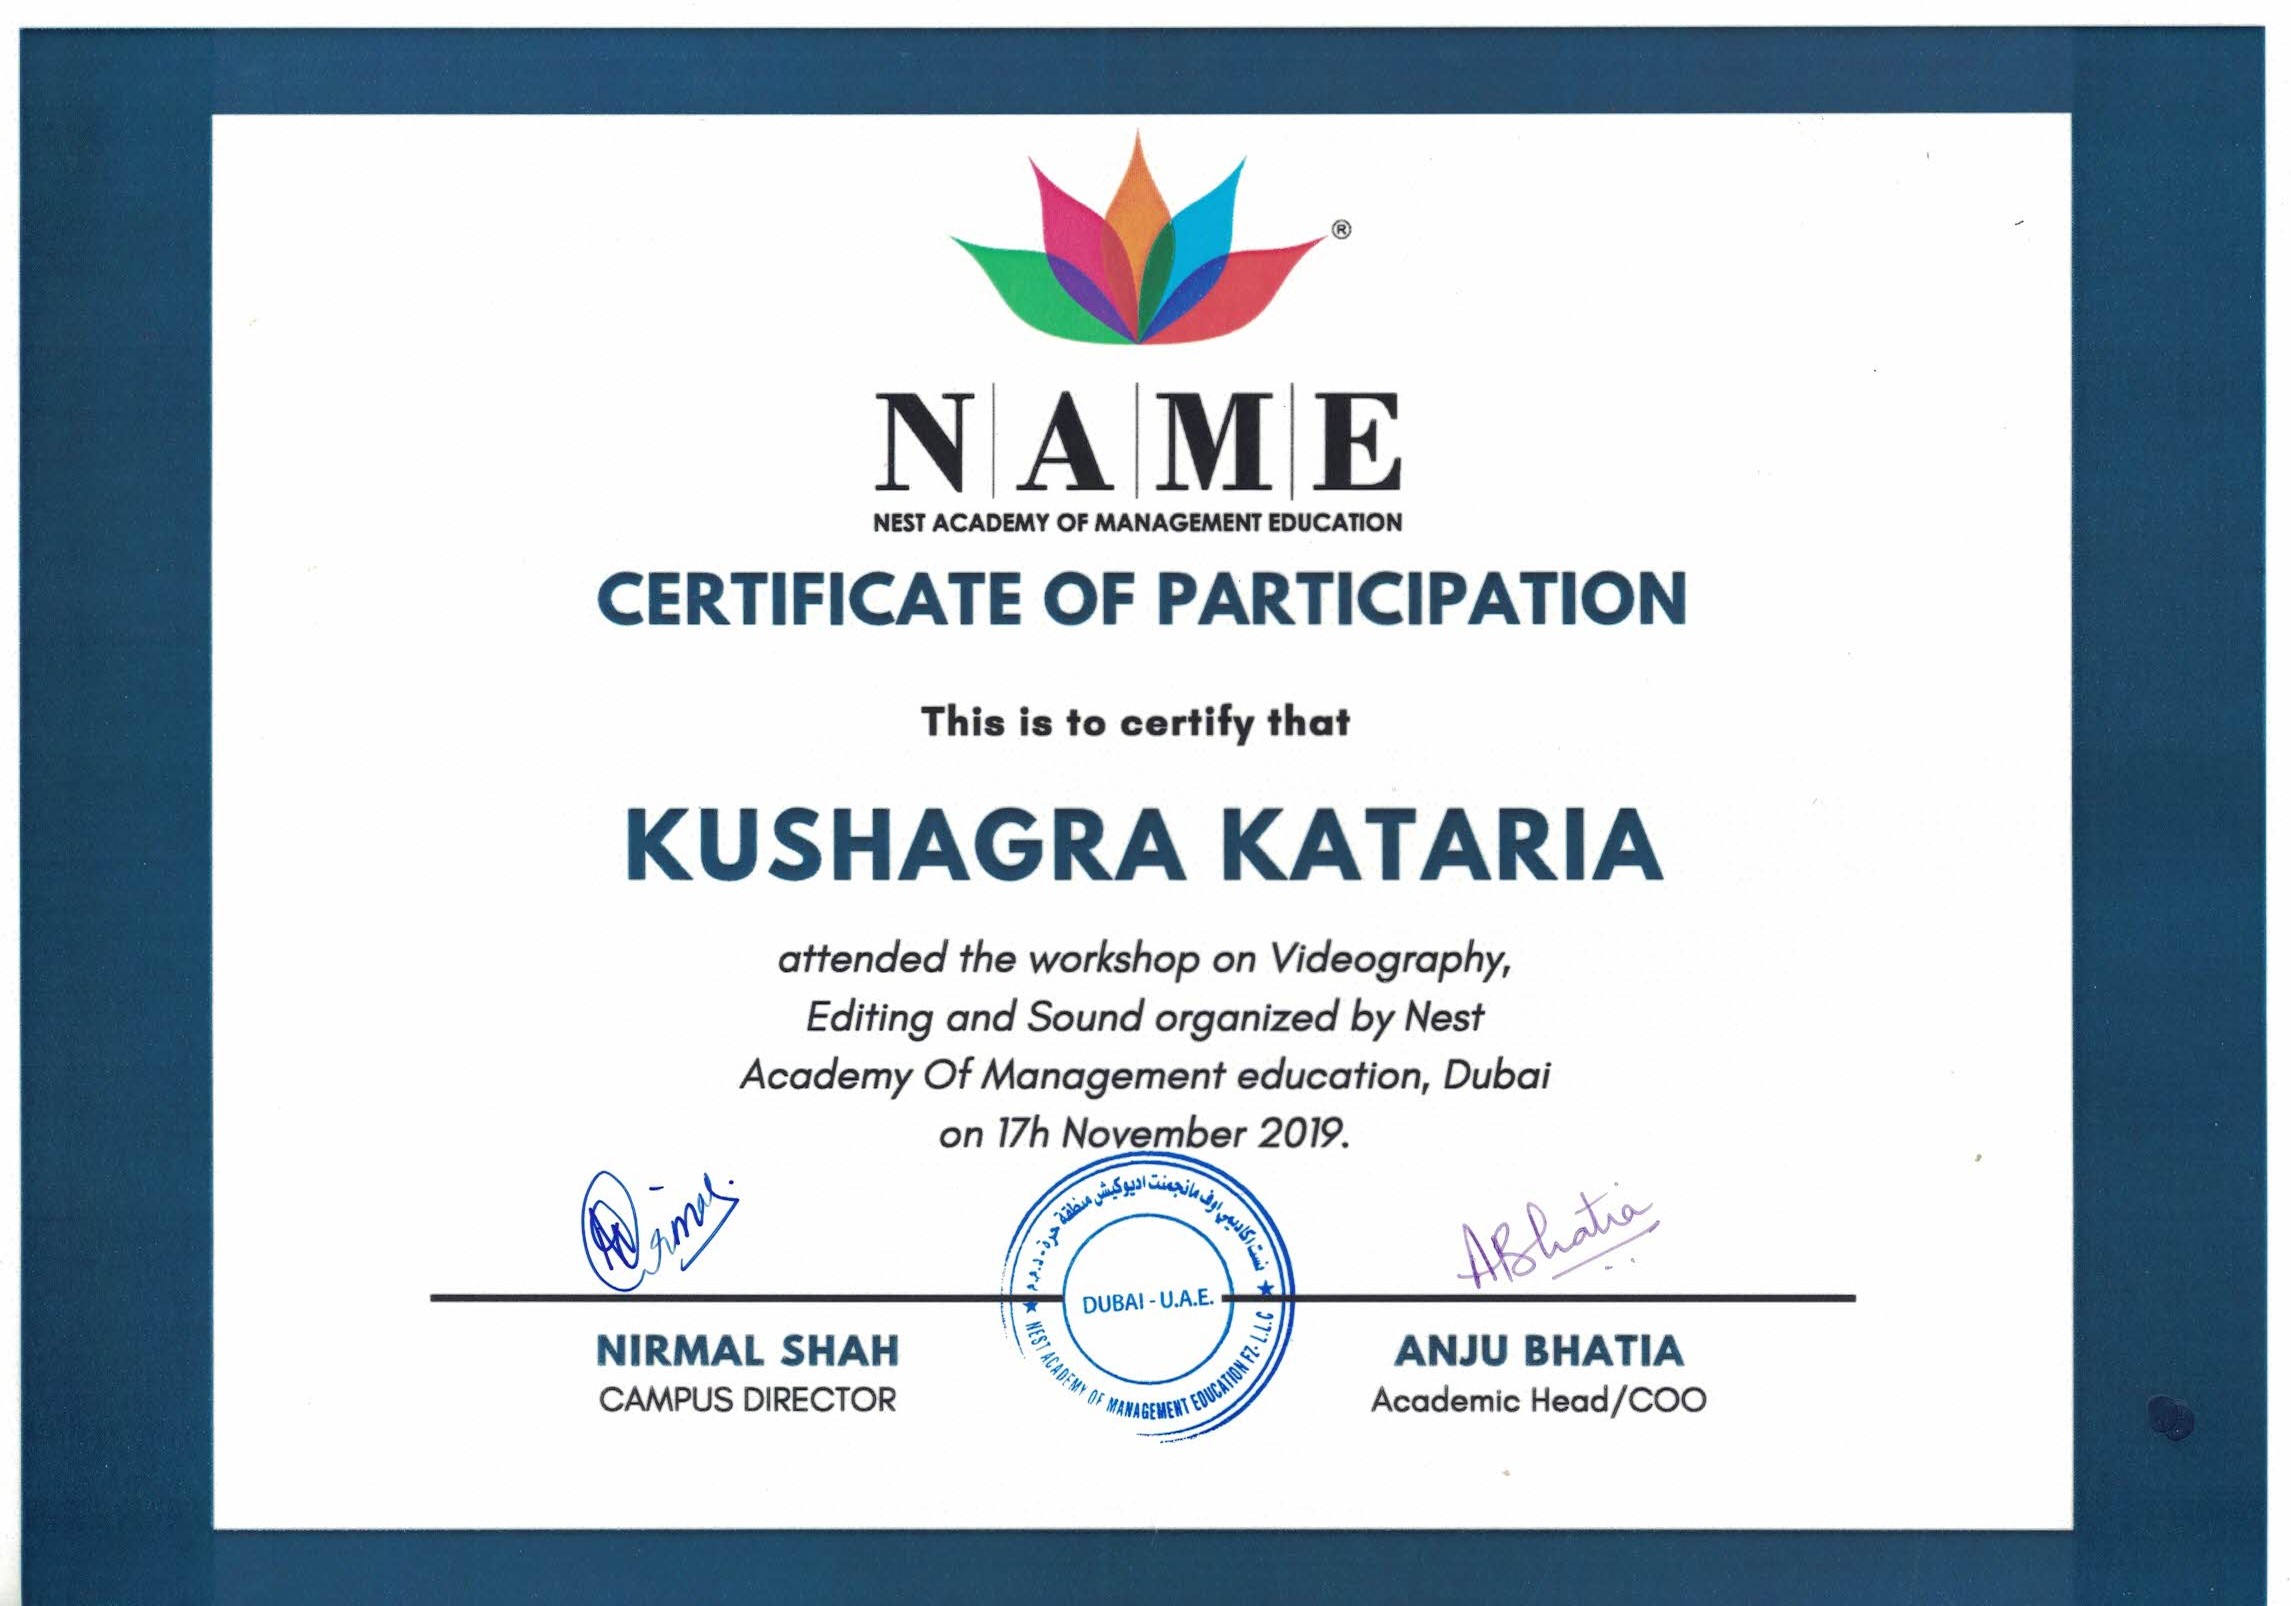 ®
N|A|M|E
NEST ACADEMY OF MANAGEMENT EDUCATION
CERTIFICATE OF PARTICIPATION
This is to certify that
KUSHAGRA KATARIA
attended the workshop on Videography,
Editing and Sound organized by Nest
Academy Of Management education, Dubai
on 17h November 2019.
Nirmal.
ABhatia
نست اكاديمي اوف مانجمنت اديوكيشن منطقة حرة - ذ.م.م
DUBAI - U.A.E.
NEST ACADEMY OF MANAGEMENT EDUCATION FZ- L.L.C
NIRMAL SHAH
CAMPUS DIRECTOR
ANJU BHATIA
Academic Head/COO